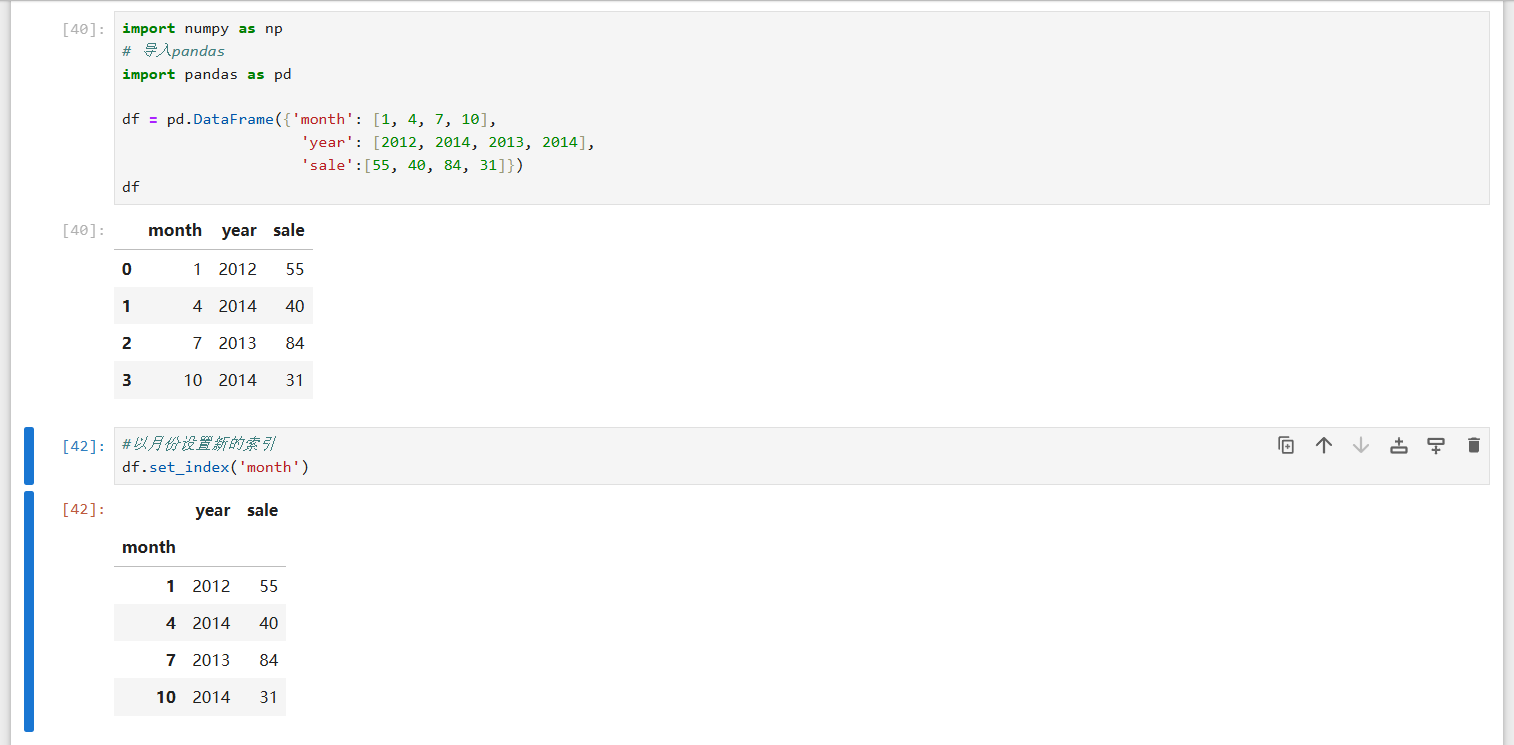 [40]: import numpy as np
# 导入pandas
import pandas as pd
df = pd.DataFrame({'month': [1, 4, 7, 10],
'year': [2012, 2014, 2013, 2014],
'sale':[55, 40, 84, 31]})
df
[40]: month year sale
0 1 2012 55
1 4 2014 40
2 7 2013 84
3 10 2014 31
[42]: #以月份设置新的索引
df.set_index('month')
[42]: year sale
month
1 2012 55
4 2014 40
7 2013 84
10 2014 31